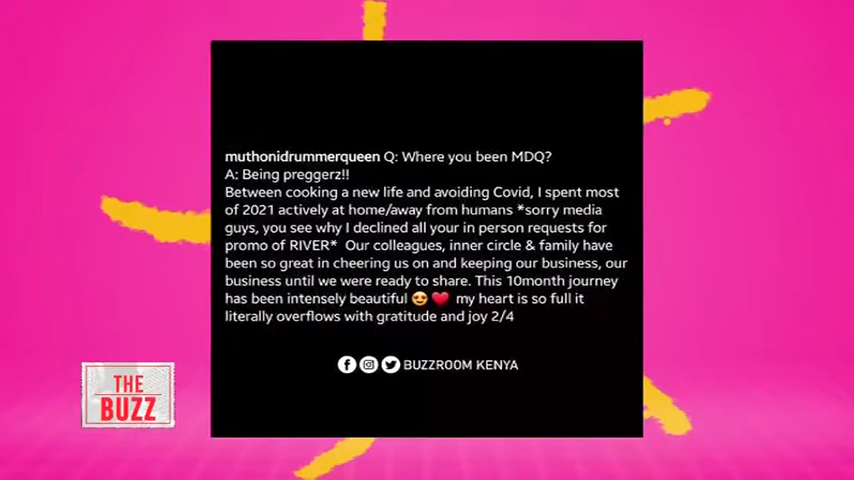 muthonidrummerqueen Q: Where you been MDQ?
A: Being preggerz!!
Between cooking a new life and avoiding Covid, I spent most
of 2021 actively at home/away from humans *sorry media
guys, you see why I declined all your in person requests for
promo of RIVER* Our colleagues, inner circle & family have
been so great in cheering us on and keeping our business, our
business until we were ready to share. This 10month journey
has been intensely beautiful 😍 ❤️ my heart is so full it
literally overflows with gratitude and joy 2/4
BUZZROOM KENYA
THE
BUZZ